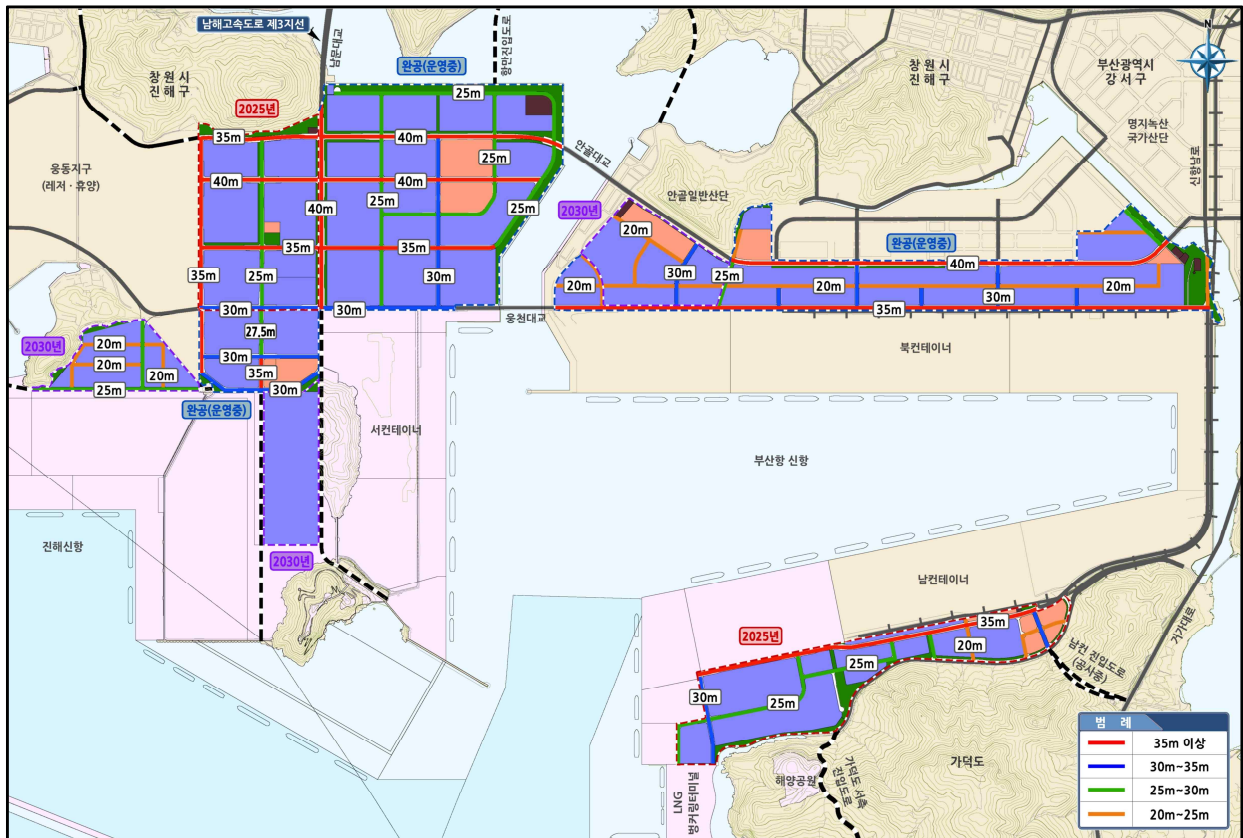 남해고속도로 제3지선
남문대교
항만진입도로
완공(운영중)
창원시
진해구
창원시
진해구
부산광역시
강서구
N
명지녹산
국가산단
신항남로
2025년
25m
35m
40m
25m
안골대교
웅동지구
(레저·휴양)
40m
40m
40m
25m
25m
안골일반산단
2030년
20m
완공(운영중)
35m
35m
35m
25m
30m
30m
25m
40m
20m
20m
30m
20m
30m
30m
웅천대교
35m
27.5m
북컨테이너
2030년
20m
30m
20m
20m
35m
25m
30m
완공(운영중)
서컨테이너
부산항 신항
진해신항
2030년
남컨테이너
2025년
35m
20m
25m
30m
25m
남컨 진입도로
(공사중)
거가대로
가덕도
해양공원
가덕도 서측
진입도로
LNG
벙커링터미널
범 례
35m 이상
30m~35m
25m~30m
20m~25m